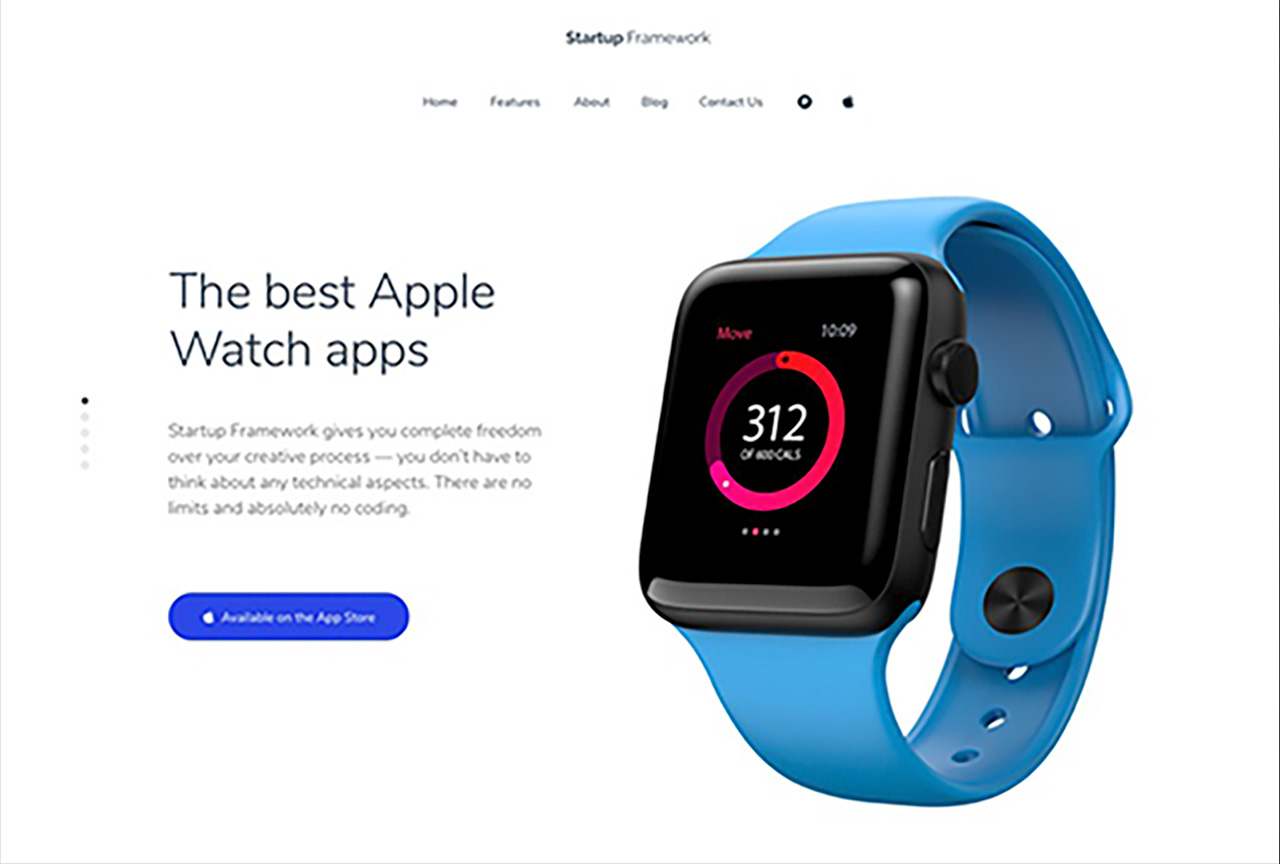 Startup Framework
Home Features About Blog Contact Us
The best Apple
Watch apps
Startup Framework gives you complete freedom
over your creative process — you don't have to
think about any technical aspects. There are no
limits and absolutely no coding.
Available on the App Store
Move 10:09
312
OF 600 CALS